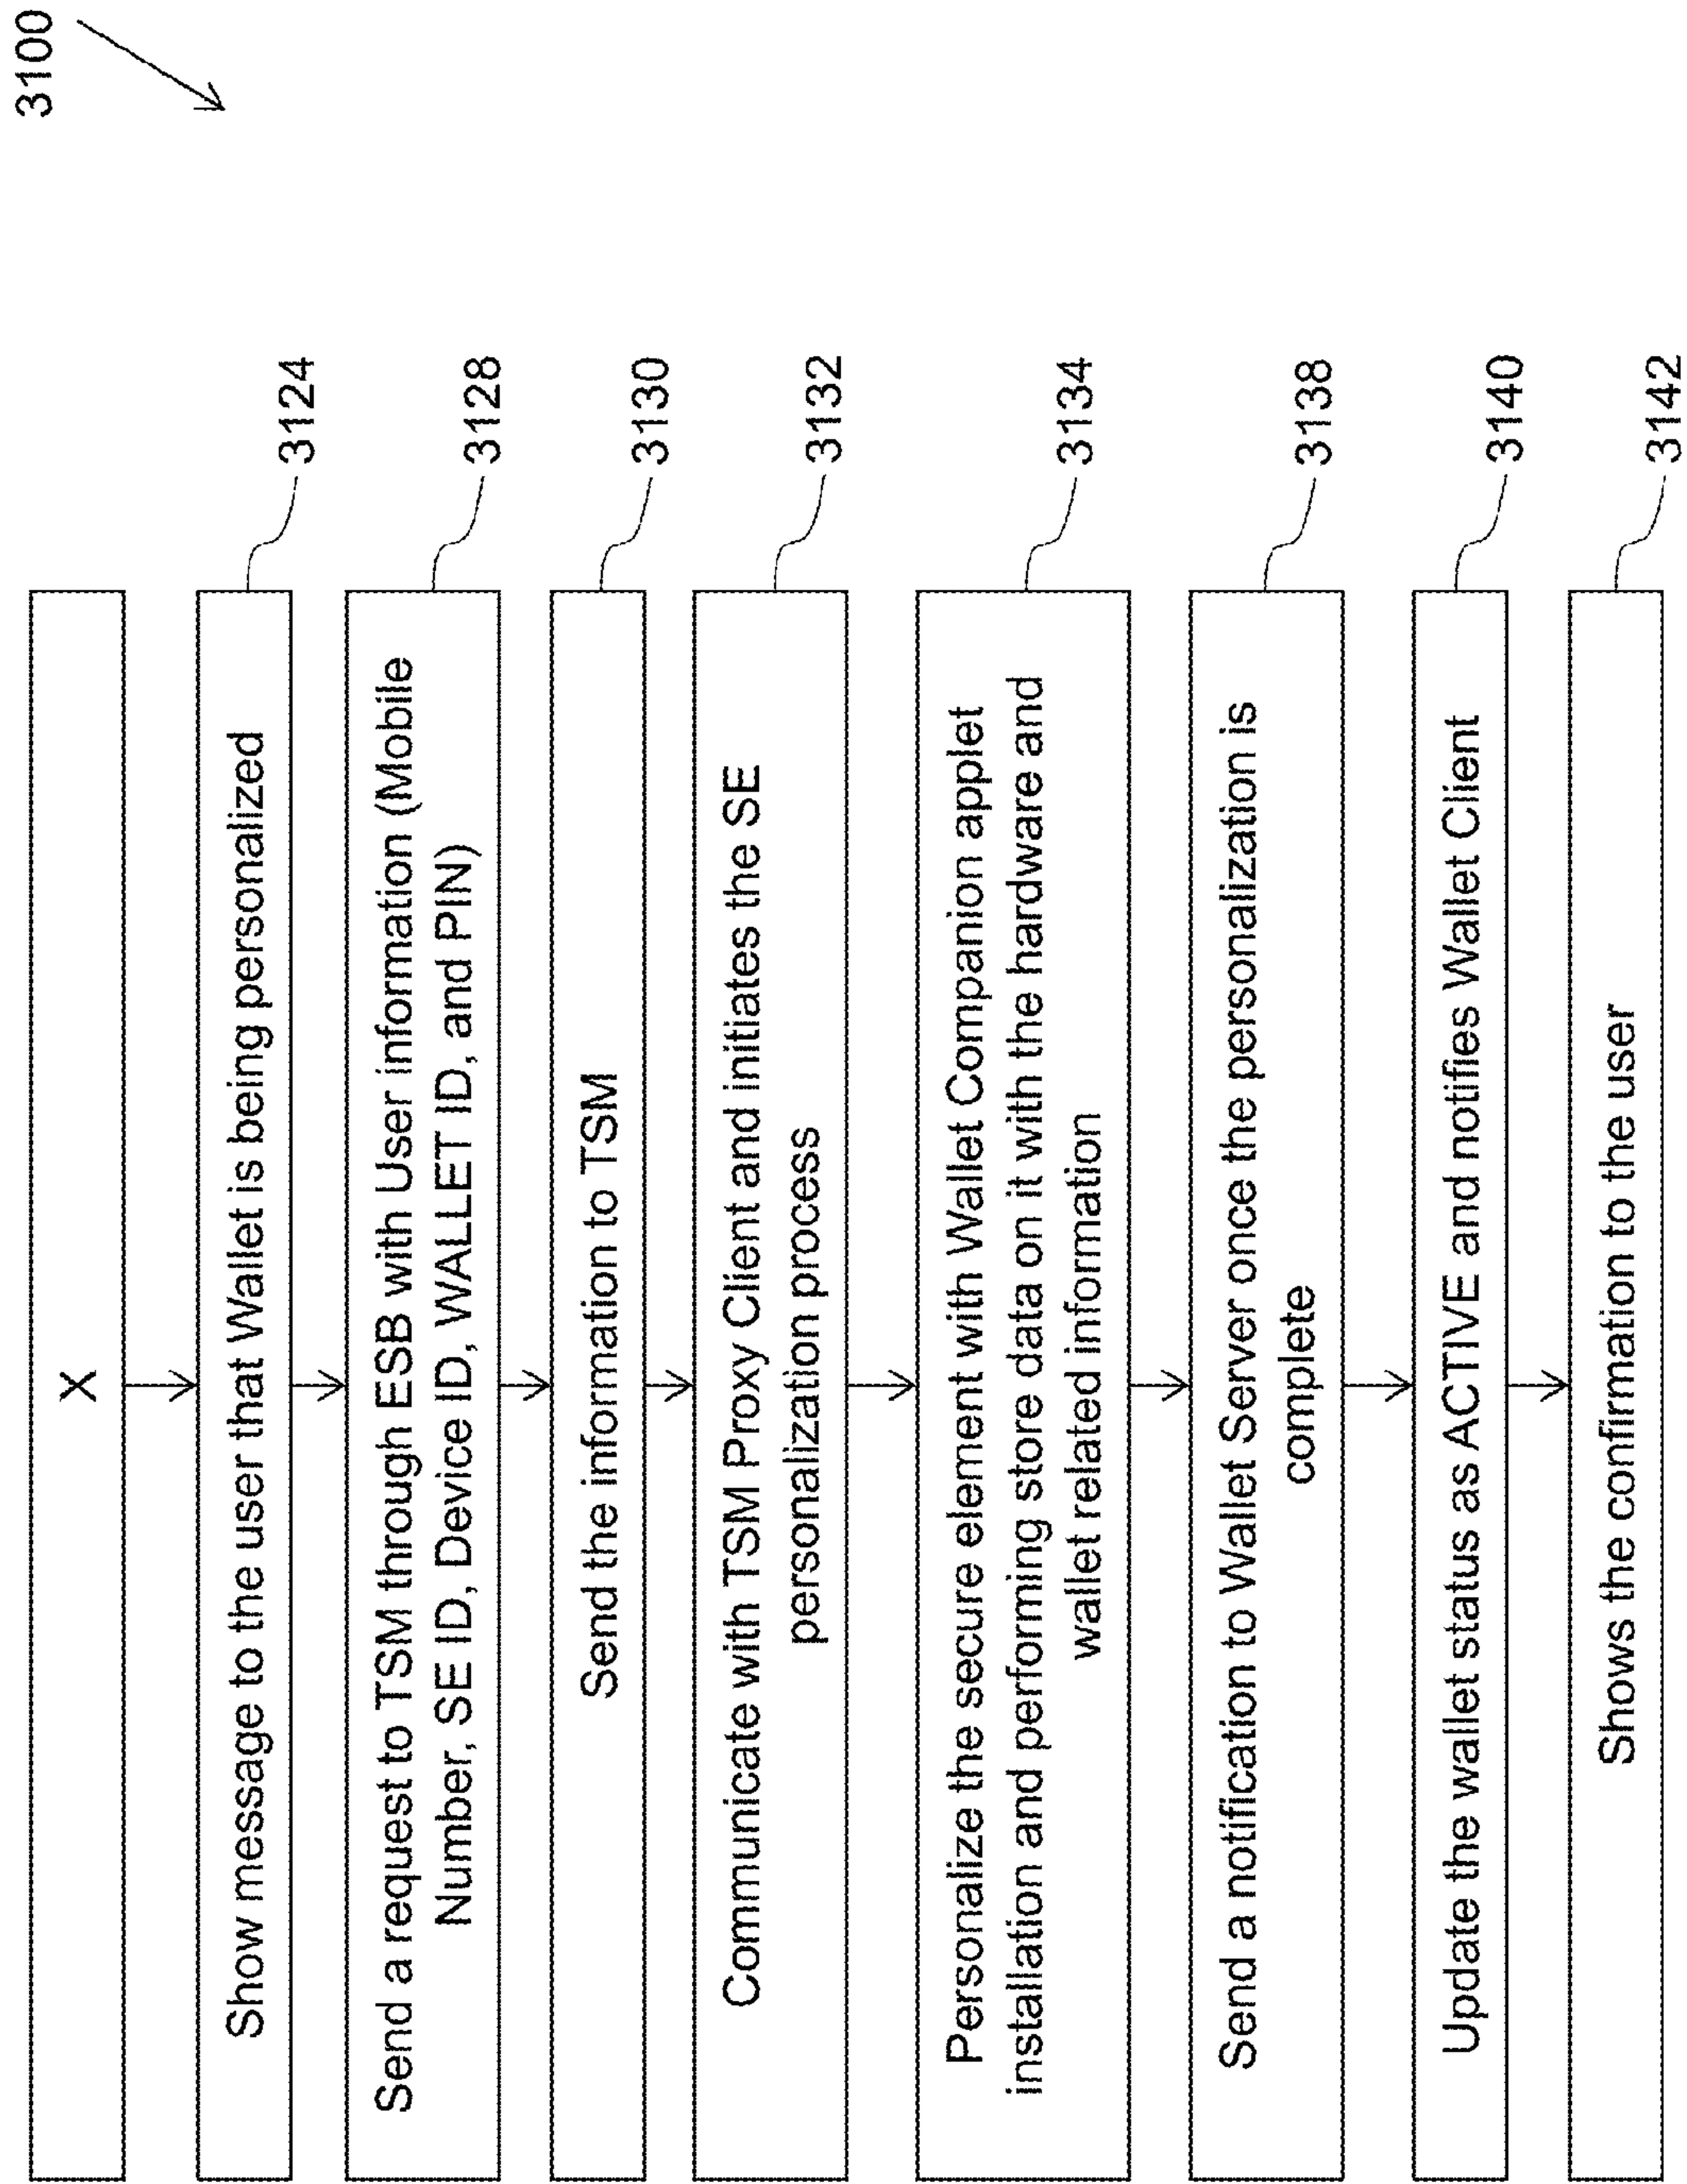 3100
X
Show message to the user that Wallet is being personalized
3124
Send a request to TSM through ESB with User information (Mobile
Number, SE ID, Device ID, WALLET ID, and PIN)
3128
Send the information to TSM
3130
Communicate with TSM Proxy Client and initiates the SE
personalization process
3132
Personalize the secure element with Wallet Companion applet
installation and performing store data on it with the hardware and
wallet related information
3134
Send a notification to Wallet Server once the personalization is
complete
3138
Update the wallet status as ACTIVE and notifies Wallet Client
3140
Shows the confirmation to the user
3142